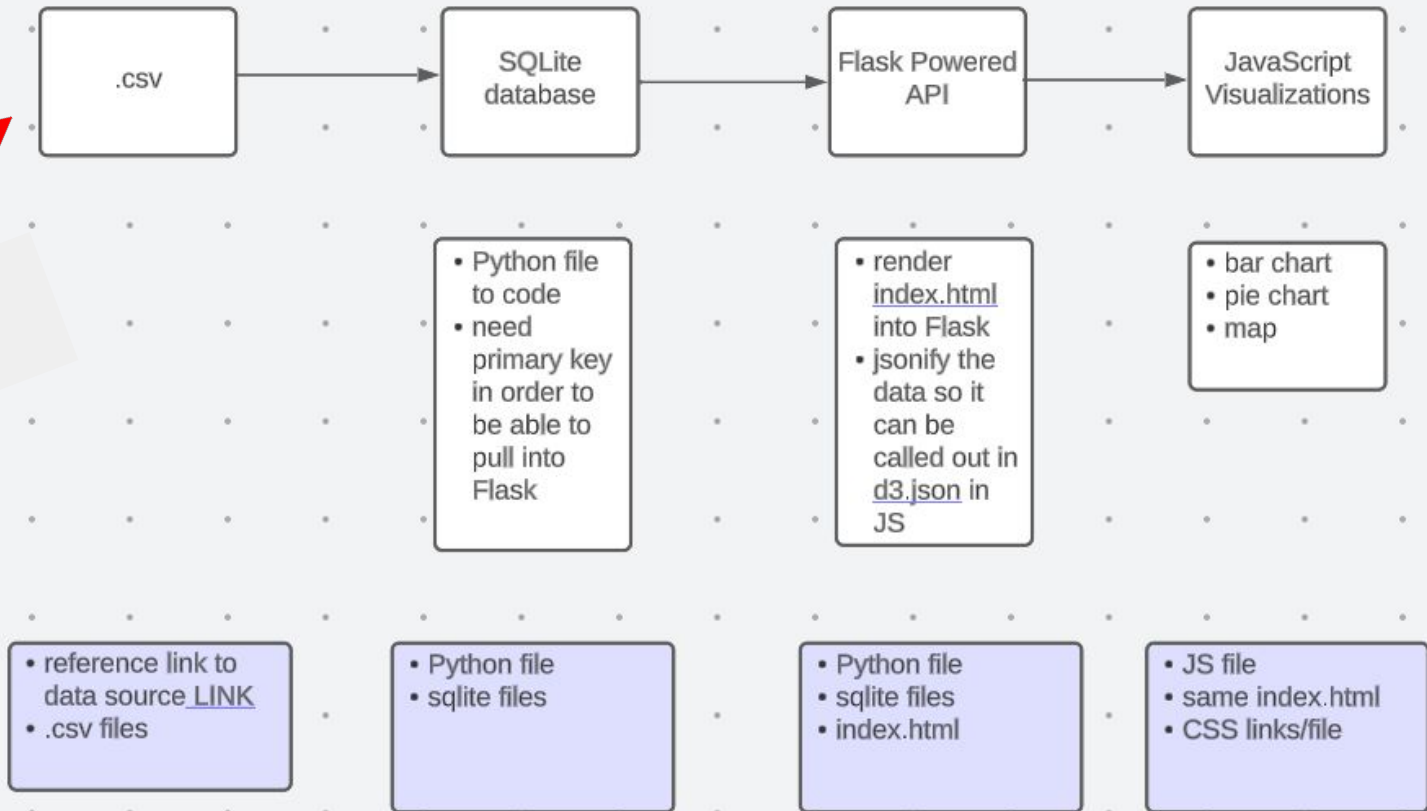 .csv
SQLite
database
Flask Powered
API
JavaScript
Visualizations
• Python file
to code
• need
primary key
in order to
be able to
pull into
Flask
• render
index.html
into Flask
• jsonify the
data so it
can be
called out in
d3.json in
JS
• bar chart
• pie chart
• map
• reference link to
data source LINK
• .csv files
• Python file
• sqlite files
• Python file
• sqlite files
• index.html
• JS file
• same index.html
• CSS links/file